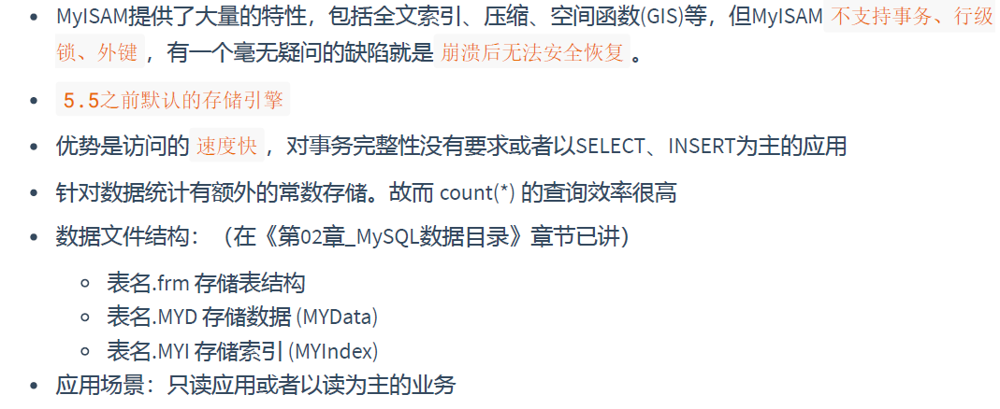 MyISAM提供了大量的特性，包括全文索引、压缩、空间函数(GIS)等，但MyISAM 不支持事务、行级
锁、外键 ，有一个毫无疑问的缺陷就是 崩溃后无法安全恢复 。
5.5之前默认的存储引擎
优势是访问的 速度快 ，对事务完整性没有要求或者以SELECT、INSERT为主的应用
针对数据统计有额外的常数存储。故而 count(*) 的查询效率很高
数据文件结构：（在《第02章_MySQL数据目录》章节已讲）
表名.frm 存储表结构
表名.MYD 存储数据 (MYData)
表名.MYI 存储索引 (MYIndex)
应用场景：只读应用或者以读为主的业务